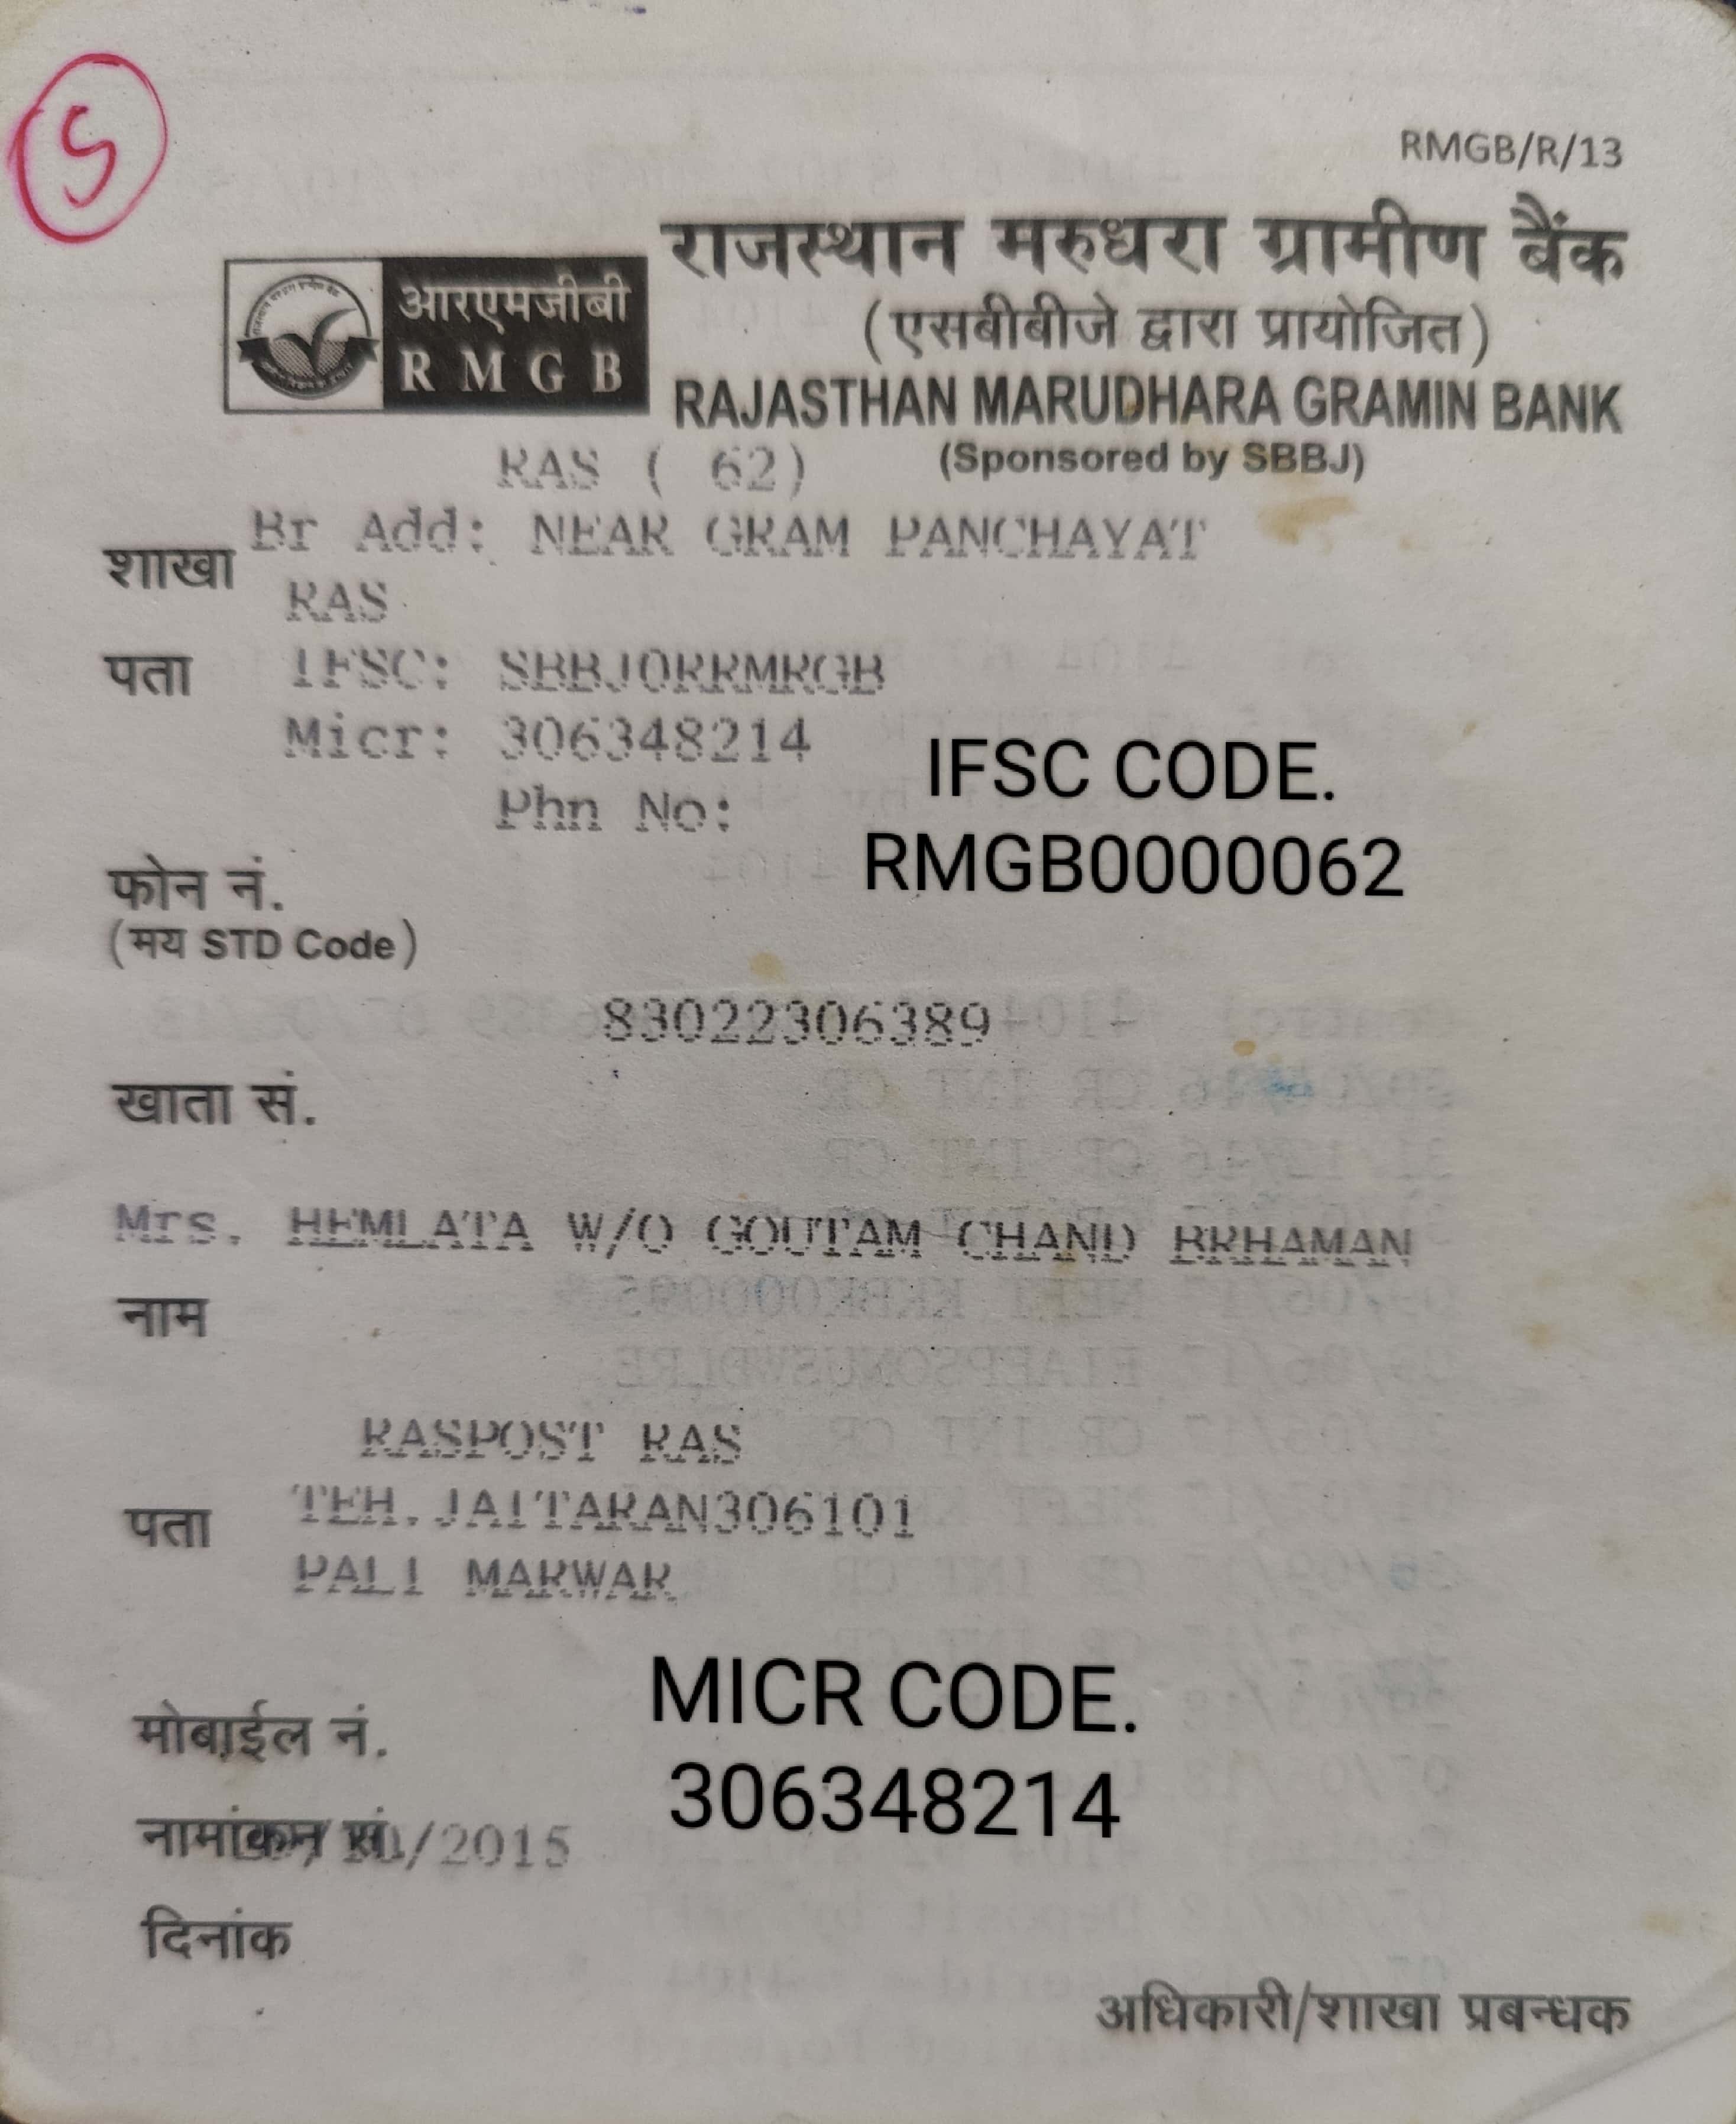 S
RMGB/R/13
राजस्थान मरुधरा ग्रामीण बैंक
आरएमजीबी
RMGB
(एसबीबीजे द्वारा प्रायोजित)
RAJASTHAN MARUDHARA GRAMIN BANK
(Sponsored by SBBJ)
RAS ( 62)
शाखा Br Add: NEAR GRAM PANCHAYAT
RAS
पता IFSC: SBBJ0RRMRGB
Micr: 306348214
IFSC CODE.
Phn No:
RMGB0000062
फोन नं.
(मय STD Code)
83022306389
खाता सं.
Mrs. HEMLATA W/O GOUTAM CHAND BRHAMAN
नाम
RASPOST RAS
पता TEH.JAITARAN306101
PALI MARWAR
MICR CODE.
मोबाईल नं.
306348214
नामांकन सं. /2015
दिनांक
अधिकारी/शाखा प्रबन्धक